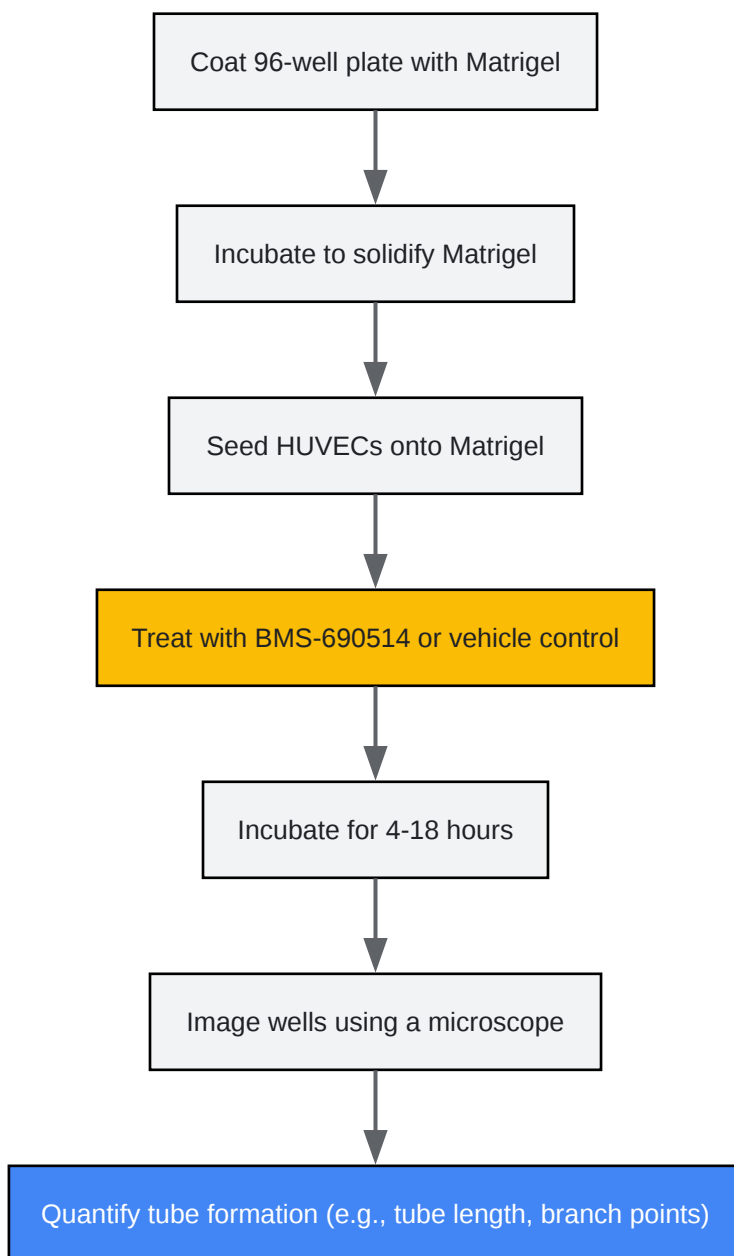 Coat 96-well plate with Matrigel
Incubate to solidify Matrigel
Seed HUVECs onto Matrigel
Treat with BMS-690514 or vehicle control
Incubate for 4-18 hours
Image wells using a microscope
Quantify tube formation (e.g., tube length, branch points)